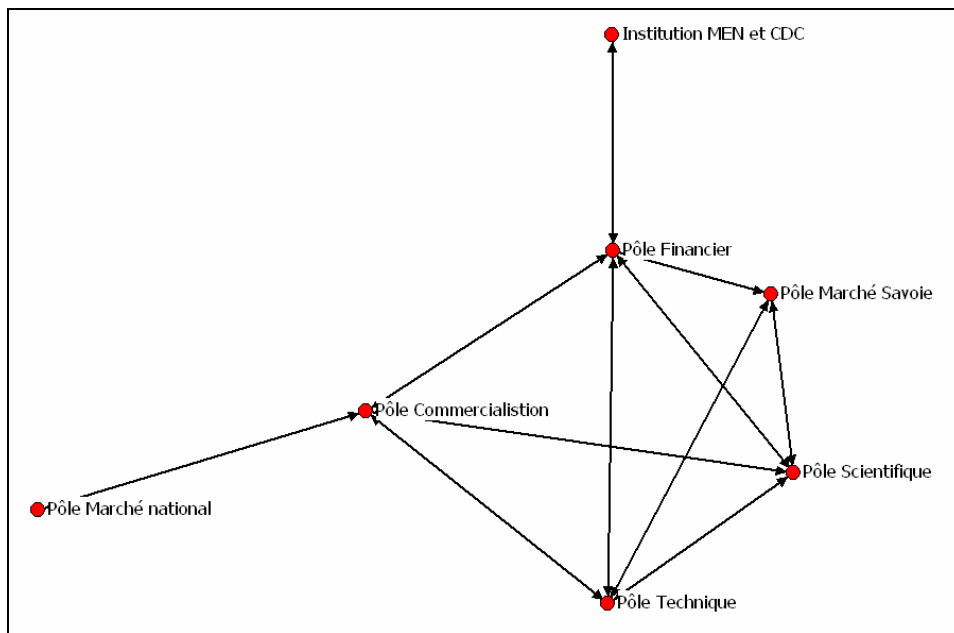 Institution MEN et CDC
Pôle Financier
Pôle Marché Savoie
Pôle Commercialistion
Pôle Scientifique
Pôle Marché national
Pôle Technique